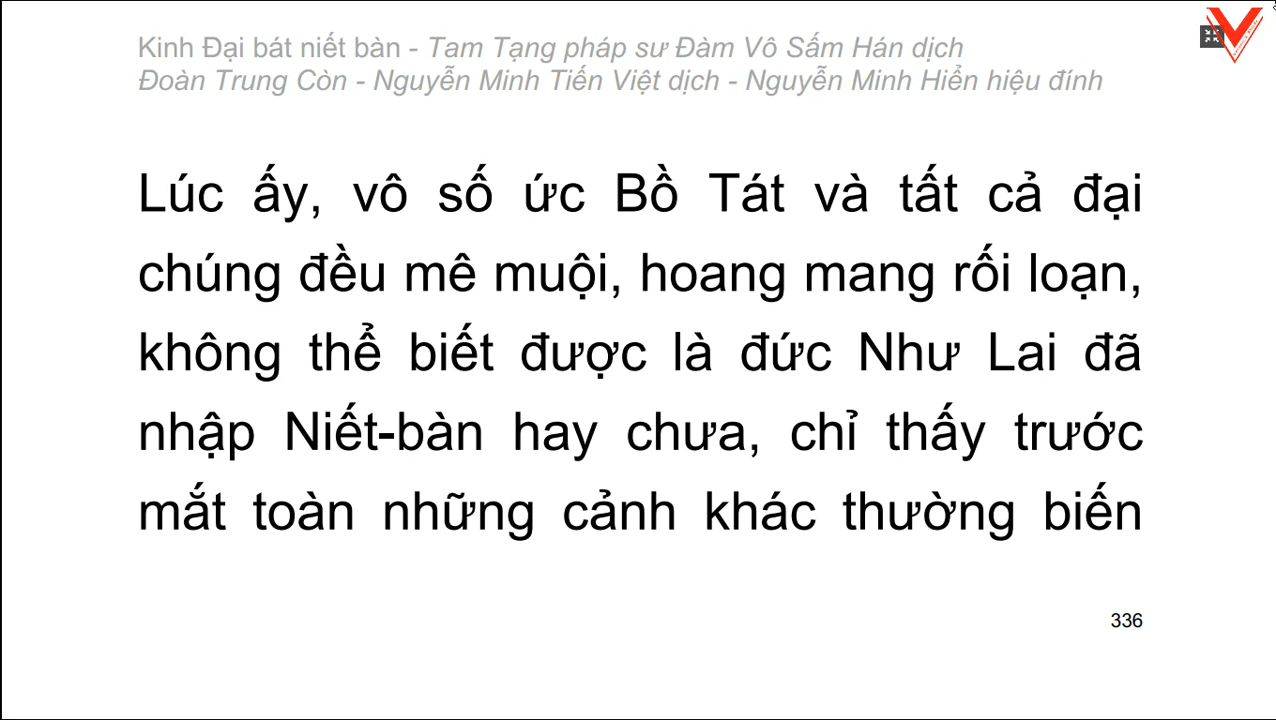 Kinh Đại bát niết bàn - Tam Tạng pháp sư Đàm Vô Sấm Hán dịch
Đoàn Trung Còn - Nguyễn Minh Tiến Việt dịch - Nguyễn Minh Hiển hiệu đính
Lúc ấy, vô số ức Bồ Tát và tất cả đại
chúng đều mê muội, hoang mang rối loạn,
không thể biết được là đức Như Lai đã
nhập Niết-bàn hay chưa, chỉ thấy trước
mắt toàn những cảnh khác thường biến
336